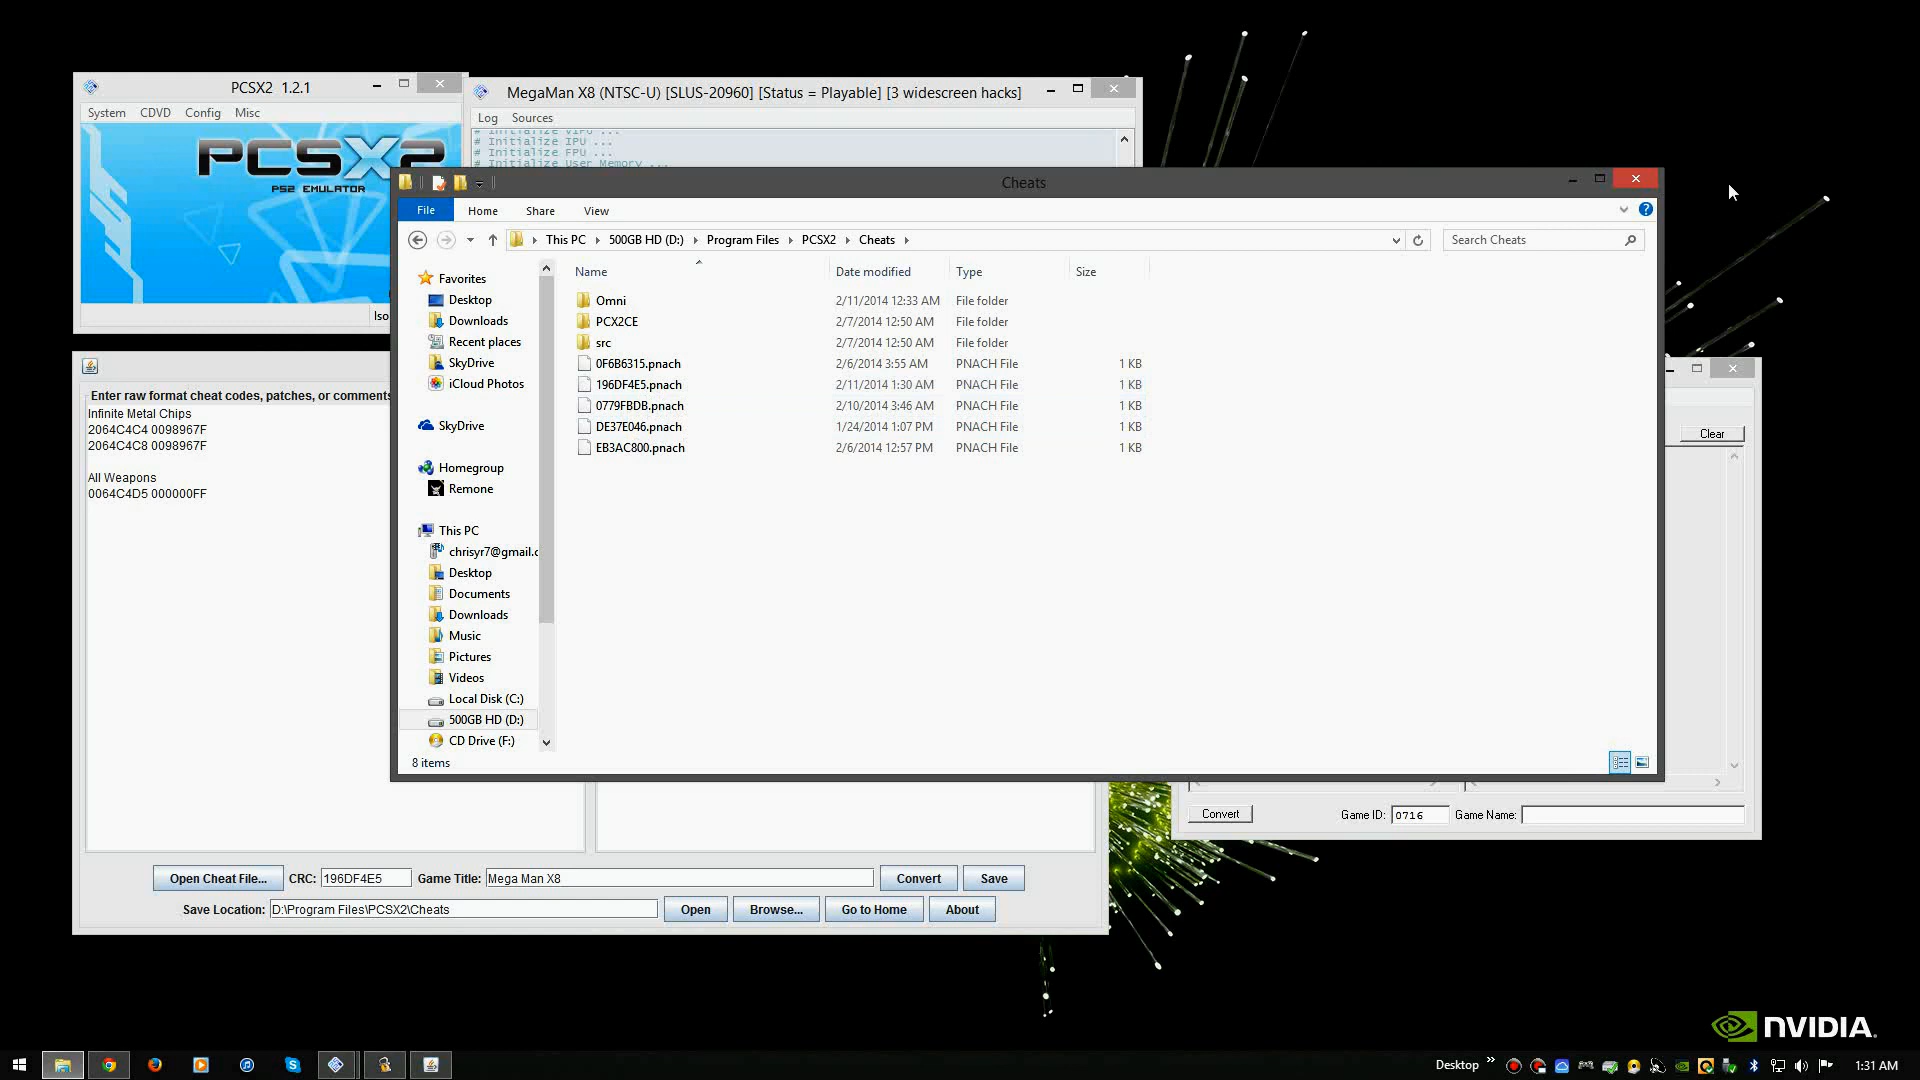 PCSX2 1.2.1
System CDVD Config Misc
PCSX2
PS2 EMULATOR
Iso
MegaMan X8 (NTSC-U) [SLUS-20960] [Status = Playable] [3 widescreen hacks]
Log Sources
# Initialize VIFU ...
# Initialize IPU ...
# Initialize FPU ...
# Initialize User Memory ...
Cheats
File Home Share View
This PC 500GB HD (D:) Program Files PCSX2 Cheats
Search Cheats
Name Date modified Type Size
Omni 2/11/2014 12:33 AM File folder
PCX2CE 2/7/2014 12:50 AM File folder
src 2/7/2014 12:50 AM File folder
0F6B6315.pnach 2/6/2014 3:55 AM PNACH File 1 KB
196DF4E5.pnach 2/11/2014 1:30 AM PNACH File 1 KB
0779FBDB.pnach 2/10/2014 3:46 AM PNACH File 1 KB
DE37E046.pnach 1/24/2014 1:07 PM PNACH File 1 KB
EB3AC800.pnach 2/6/2014 12:57 PM PNACH File 1 KB
Favorites
Desktop
Downloads
Recent places
SkyDrive
iCloud Photos
SkyDrive
Homegroup
Remone
This PC
chrisyr7@gmail.c
Desktop
Documents
Downloads
Music
Pictures
Videos
Local Disk (C:)
500GB HD (D:)
CD Drive (F:)
8 items
Enter raw format cheat codes, patches, or comments
Infinite Metal Chips
2064C4C4 0098967F
2064C4C8 0098967F
All Weapons
0064C4D5 000000FF
Open Cheat File... CRC: 196DF4E5 Game Title: Mega Man X8 Convert Save
Save Location: D:\Program Files\PCSX2\Cheats Open Browse... Go to Home About
Clear
Convert Game ID: 0716 Game Name:
NVIDIA.
Desktop 1:31 AM